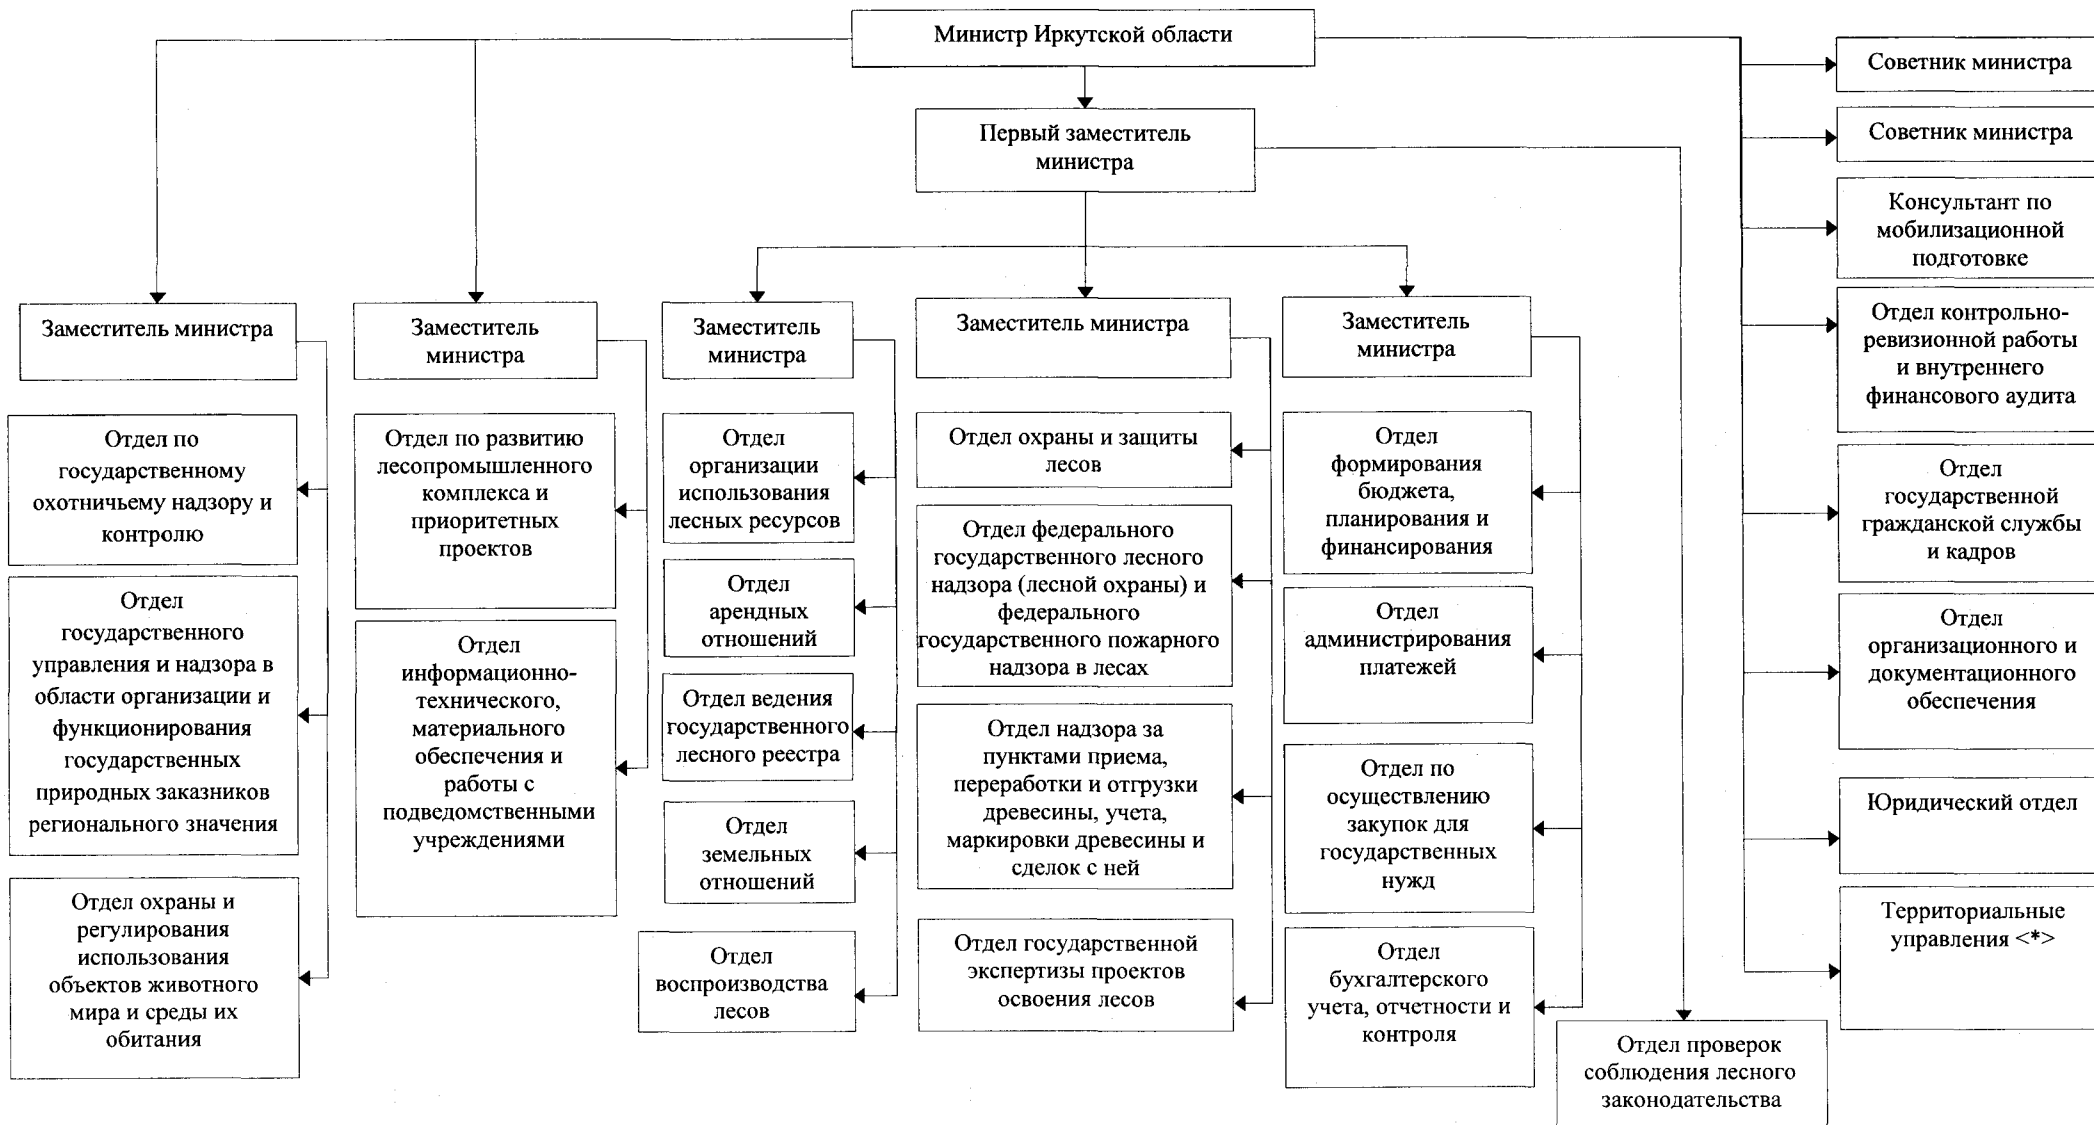 Министр Иркутской области
Первый заместитель
министра
Советник министра
Советник министра
Консультант по
мобилизационной
подготовке
Отдел контрольно-
ревизионной работы
и внутреннего
финансового аудита
Отдел
государственной
гражданской службы
и кадров
Отдел
организационного и
документационного
обеспечения
Юридический отдел
Территориальные
управления <*>
Заместитель министра
Отдел по
государственному
охотничьему надзору и
контролю
Отдел
государственного
управления и надзора в
области организации и
функционирования
государственных
природных заказников
регионального значения
Отдел охраны и
регулирования
использования
объектов животного
мира и среды их
обитания
Заместитель
министра
Отдел по развитию
лесопромышленного
комплекса и
приоритетных
проектов
Отдел
информационно-
технического,
материального
обеспечения и
работы с
подведомственными
учреждениями
Заместитель
министра
Отдел
организации
использования
лесных ресурсов
Отдел
арендных
отношений
Отдел ведения
государственного
лесного реестра
Отдел
земельных
отношений
Отдел
воспроизводства
лесов
Заместитель министра
Отдел охраны и защиты
лесов
Отдел федерального
государственного лесного
надзора (лесной охраны) и
федерального
государственного пожарного
надзора в лесах
Отдел надзора за
пунктами приема,
переработки и отгрузки
древесины, учета,
маркировки древесины и
сделок с ней
Отдел государственной
экспертизы проектов
освоения лесов
Заместитель
министра
Отдел
формирования
бюджета,
планирования и
финансирования
Отдел
администрирования
платежей
Отдел по
осуществлению
закупок для
государственных
нужд
Отдел
бухгалтерского
учета, отчетности и
контроля
Отдел проверок
соблюдения лесного
законодательства